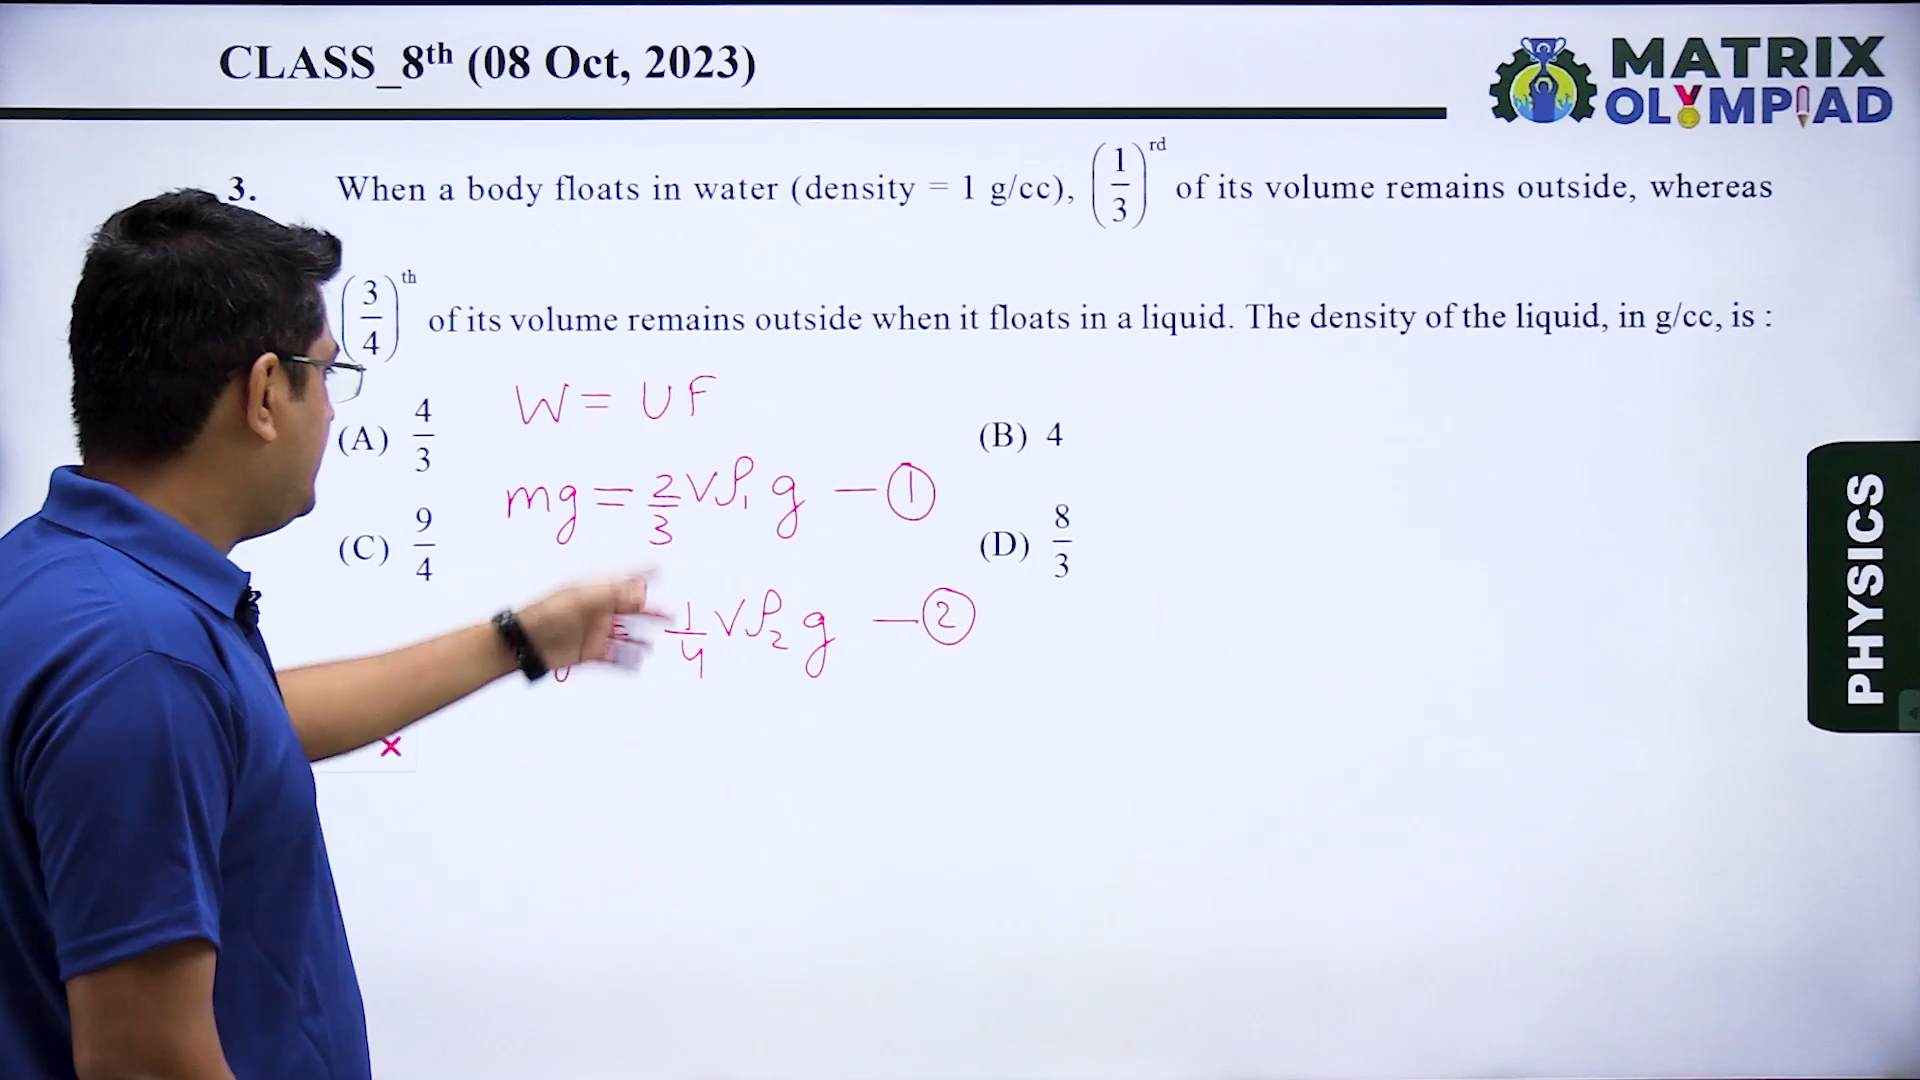 CLASS_8th (08 Oct, 2023)
MATRIX
OLYMPIAD
3. When a body floats in water (density = 1 g/cc), (1/3)rd of its volume remains outside, whereas
(3/4)th of its volume remains outside when it floats in a liquid. The density of the liquid, in g/cc, is :
W = UF
(A) 4/3
(B) 4
mg = 2/3 Vρ₁ g — ①
(C) 9/4
(D) 8/3
1/4 Vρ₂ g — ②
PHYSICS